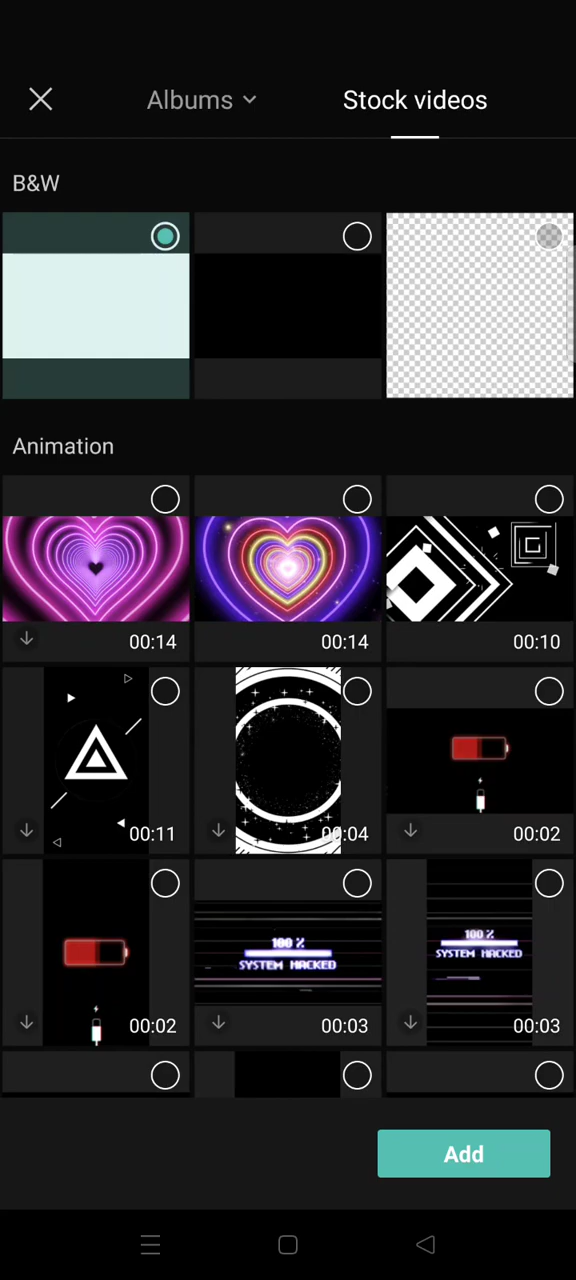 Albums Stock videos
B&W
Animation
00:14 00:14 00:10
00:11 00:04 00:02
100 %
SYSTEM HACKED
100 %
SYSTEM HACKED
00:02 00:03 00:03
Add